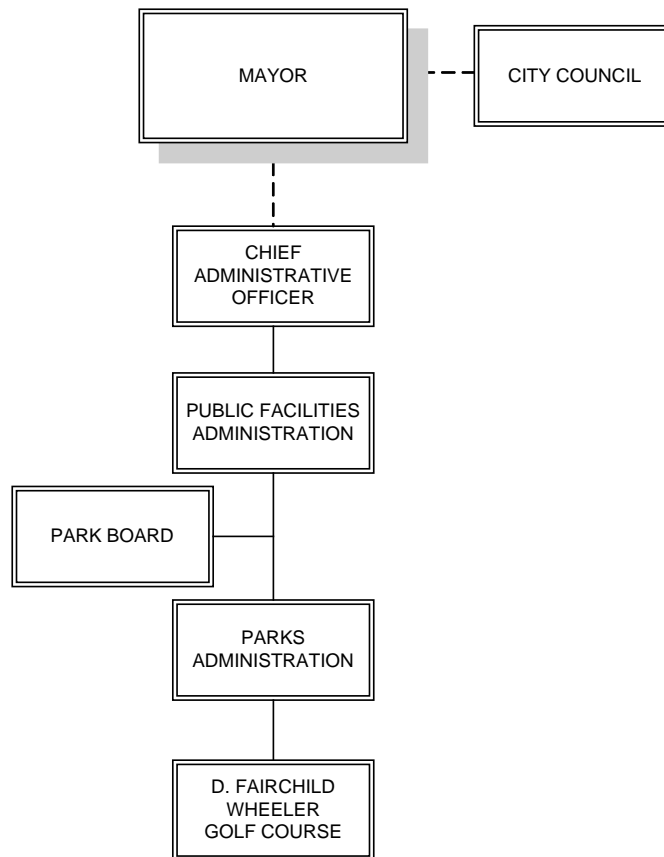 MAYOR
CITY COUNCIL
CHIEF
ADMINISTRATIVE
OFFICER
PUBLIC FACILITIES
ADMINISTRATION
PARK BOARD
PARKS
ADMINISTRATION
D. FAIRCHILD
WHEELER
GOLF COURSE